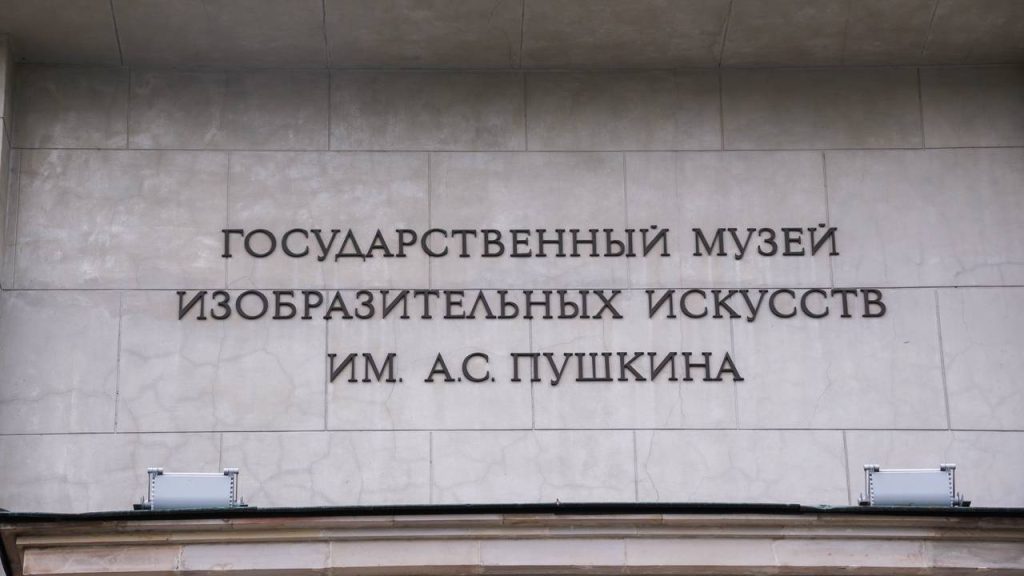 ГОСУДАРСТВЕННЫЙ МУЗЕЙ
ИЗОБРАЗИТЕЛЬНЫХ ИСКУССТВ
ИМ. А.С. ПУШКИНА